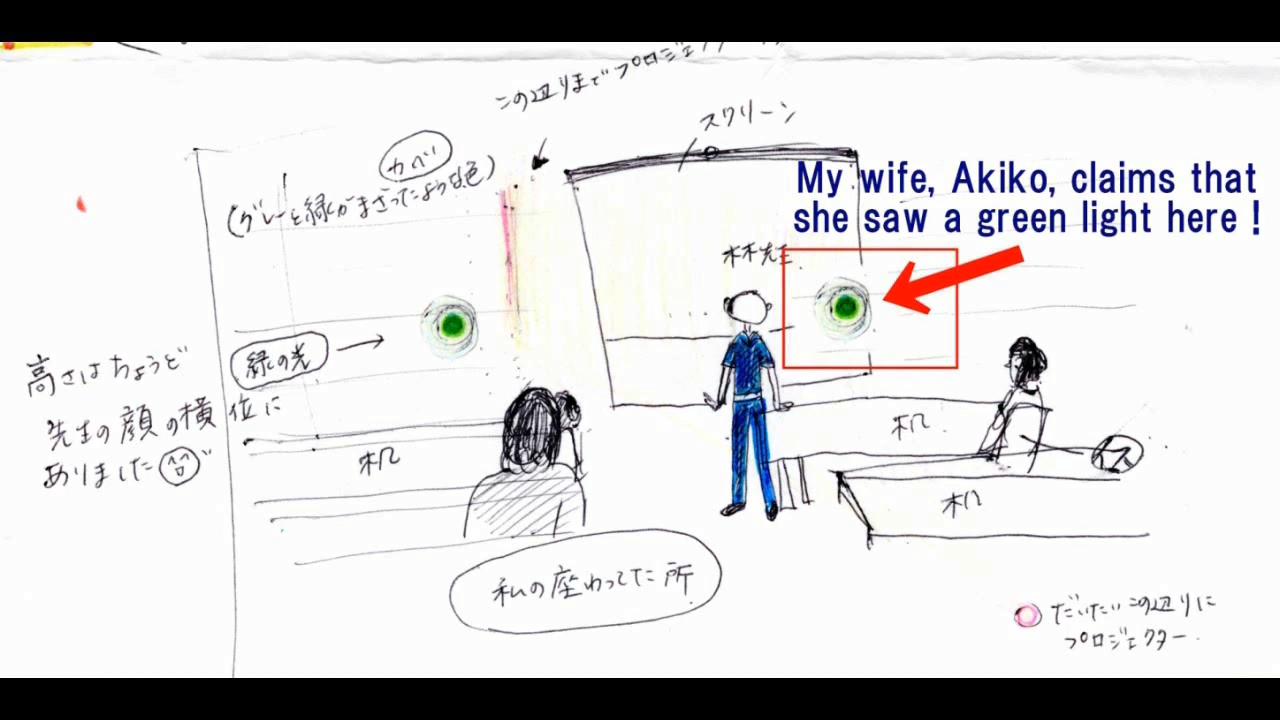 この辺りまでプロジェクター
スクリーン
カベ
(グレーと緑がまざったような色)
My wife, Akiko, claims that
she saw a green light here !
林先生
緑の光
高さはちょうど
先生の顔の横位に
ありました
机
机
イス
机
私の座わってた所
だいたいこの辺りに
プロジェクター.